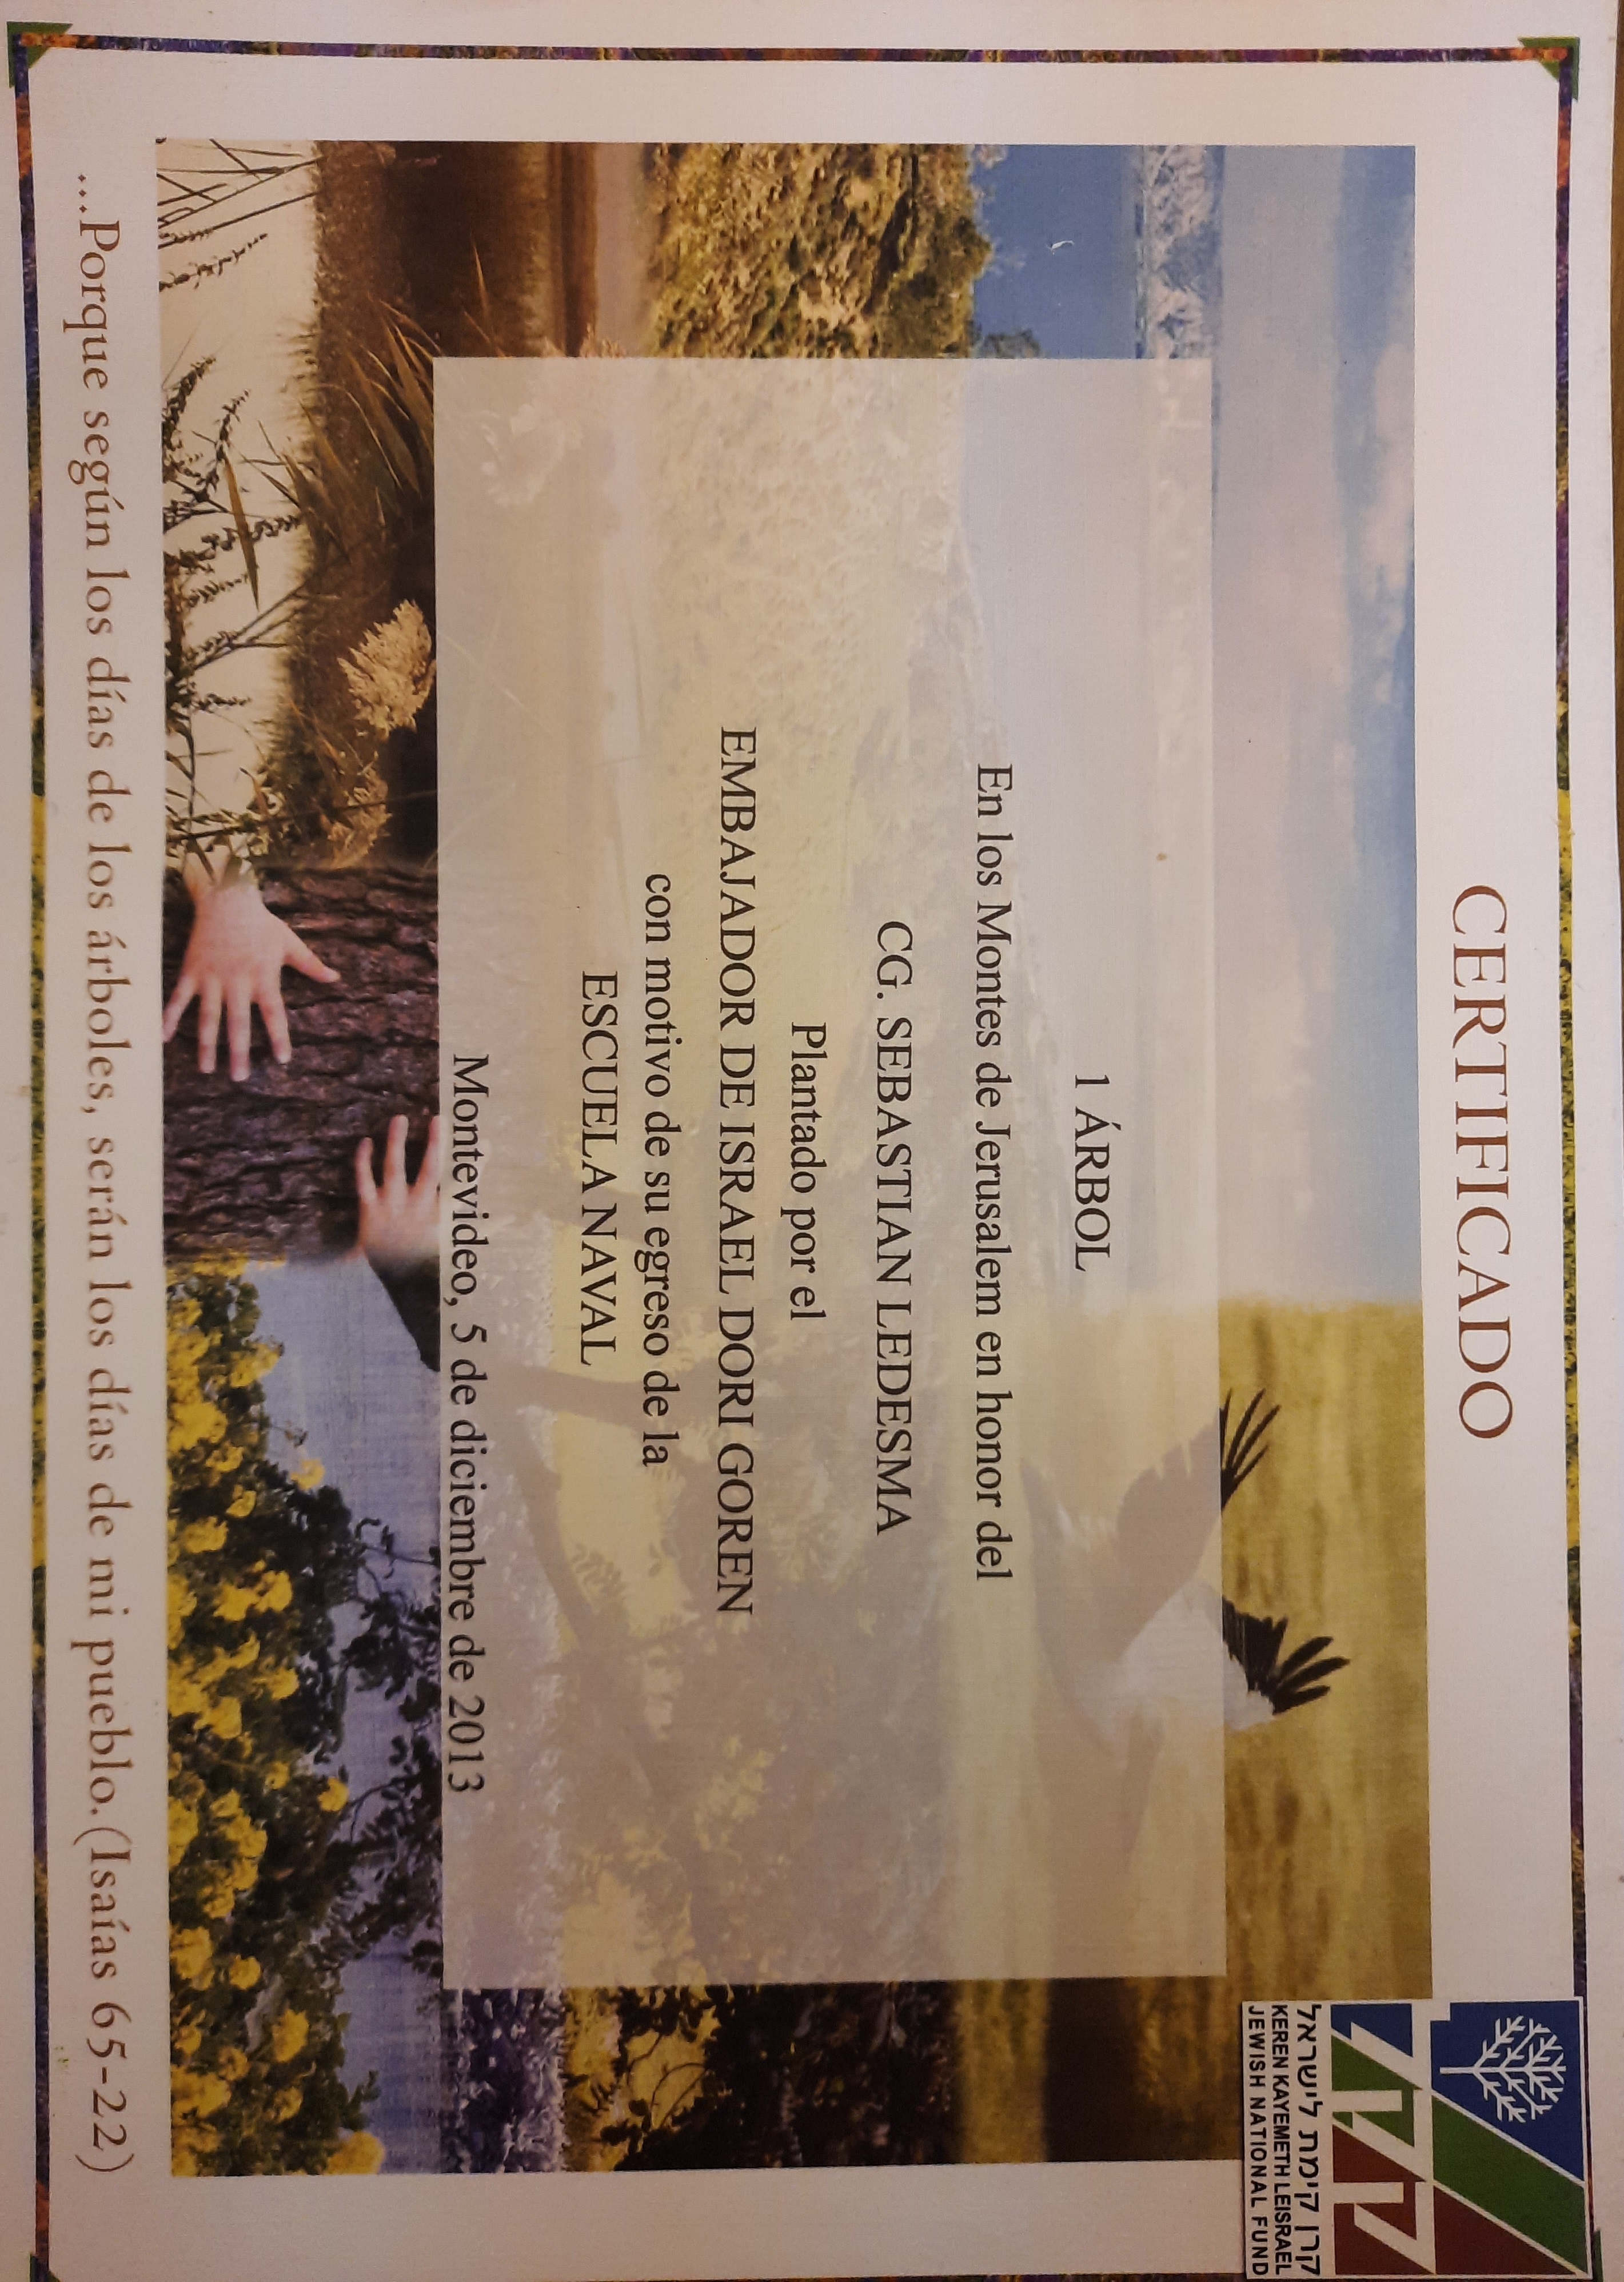 CERTIFICADO
קקל
קרן קימת לישראל
KEREN KAYEMETH LEISRAEL
JEWISH NATIONAL FUND
1 ÁRBOL
En los Montes de Jerusalem en honor del
CG. SEBASTIAN LEDESMA
Plantado por el
EMBAJADOR DE ISRAEL DORI GOREN
con motivo de su egreso de la
ESCUELA NAVAL
Montevideo, 5 de diciembre de 2013
...Porque según los días de los árboles, serán los días de mi pueblo. (Isaías 65-22)